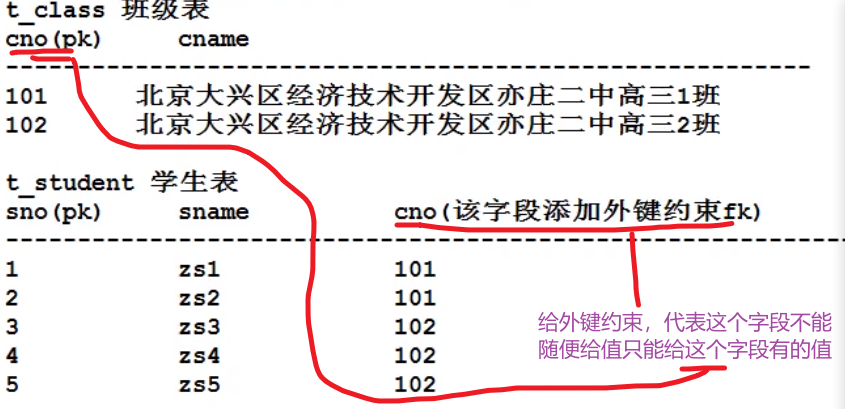 t_class 班级表
cno(pk) cname
----------------------------------------------------------
101 北京大兴区经济技术开发区亦庄二中高三1班
102 北京大兴区经济技术开发区亦庄二中高三2班
t_student 学生表
sno(pk) sname cno(该字段添加外键约束fk)
----------------------------------------------------------
1 zs1 101
2 zs2 101
3 zs3 102
4 zs4 102
5 zs5 102
给外键约束，代表这个字段不能
随便给值只能给这个字段有的值